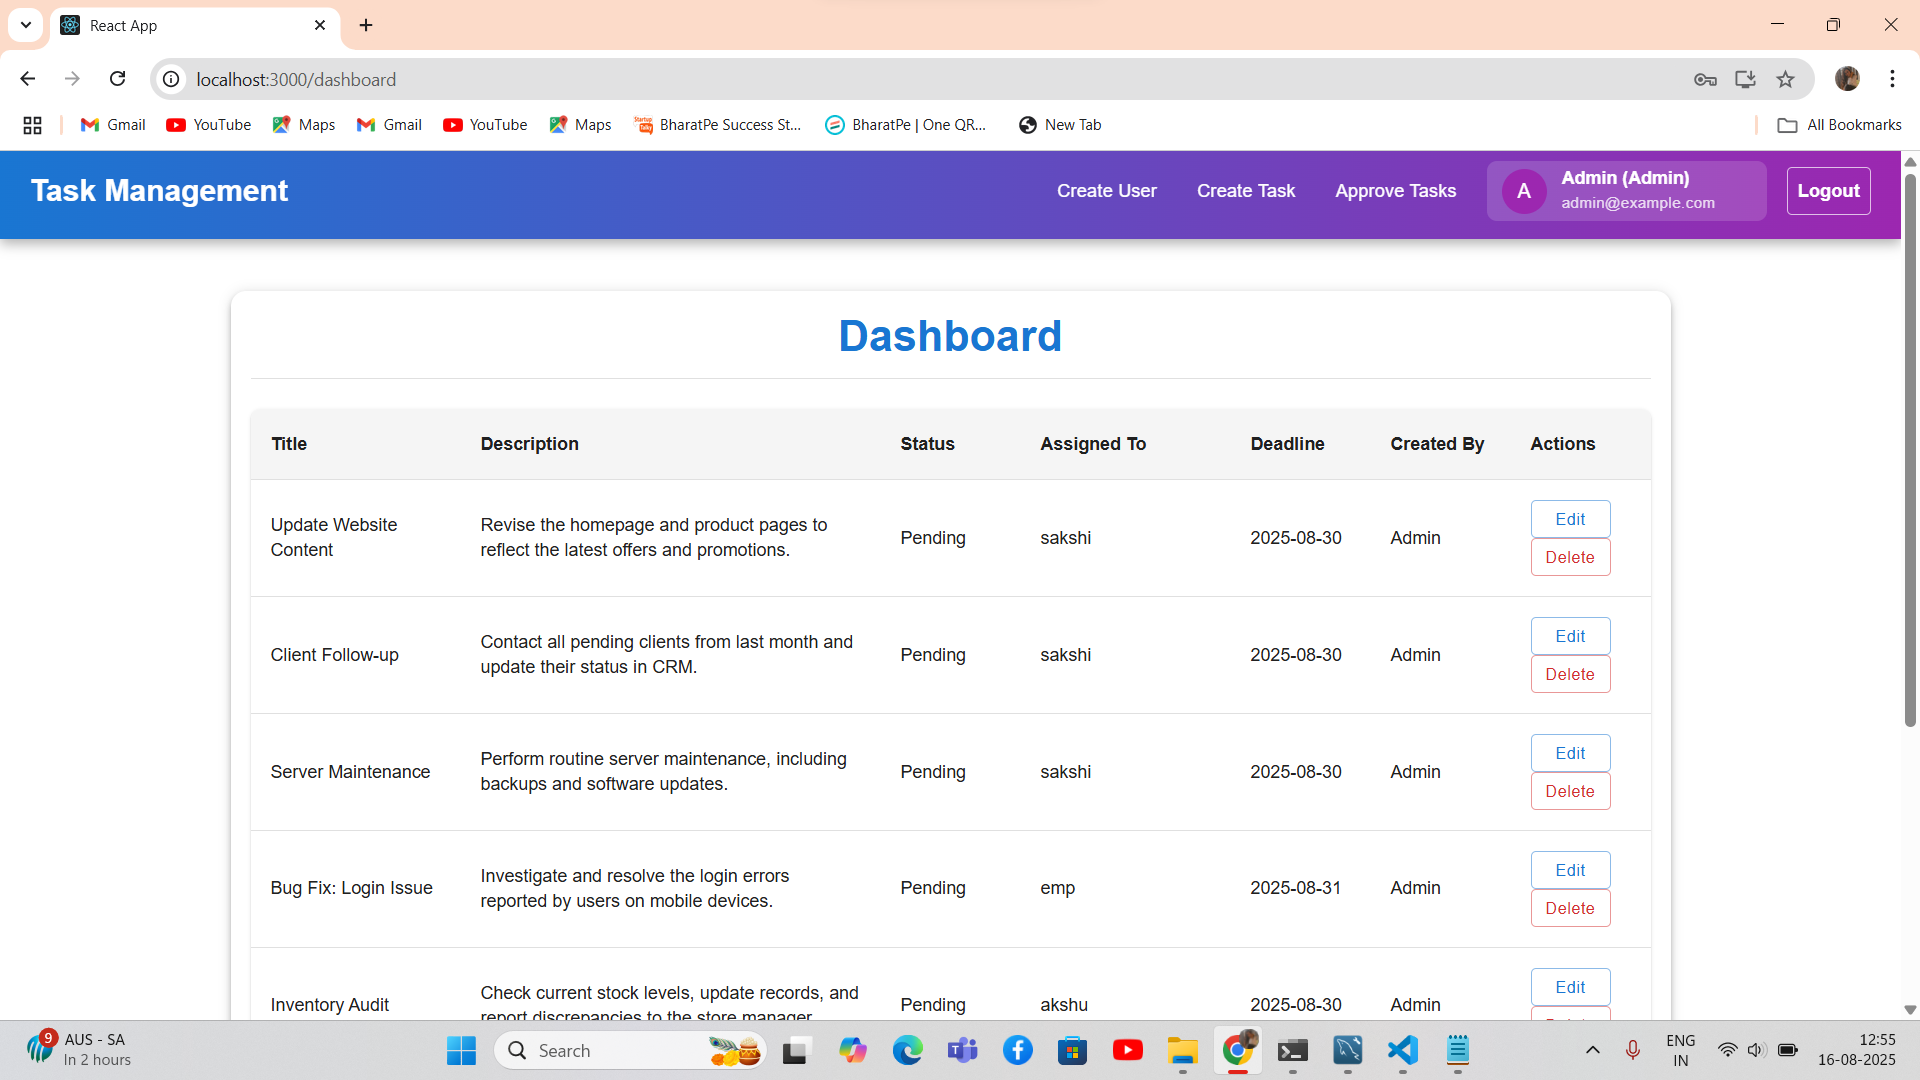 React App
localhost:3000/dashboard
Gmail YouTube Maps Gmail YouTube Maps BharatPe Success St... BharatPe | One QR... New Tab All Bookmarks
Task Management Create User Create Task Approve Tasks A Admin (Admin) Logout
admin@example.com
Dashboard
Title Description Status Assigned To Deadline Created By Actions
Update Website Content
Revise the homepage and product pages to
reflect the latest offers and promotions.
Pending sakshi 2025-08-30 Admin
Edit
Delete
Client Follow-up
Contact all pending clients from last month and
update their status in CRM.
Pending sakshi 2025-08-30 Admin
Edit
Delete
Server Maintenance
Perform routine server maintenance, including
backups and software updates.
Pending sakshi 2025-08-30 Admin
Edit
Delete
Bug Fix: Login Issue
Investigate and resolve the login errors
reported by users on mobile devices.
Pending emp 2025-08-31 Admin
Edit
Delete
Inventory Audit
Check current stock levels, update records, and
report discrepancies to the store manager
Pending akshu 2025-08-30 Admin
Edit
9 AUS - SA
In 2 hours
Search
ENG
IN
12:55
16-08-2025